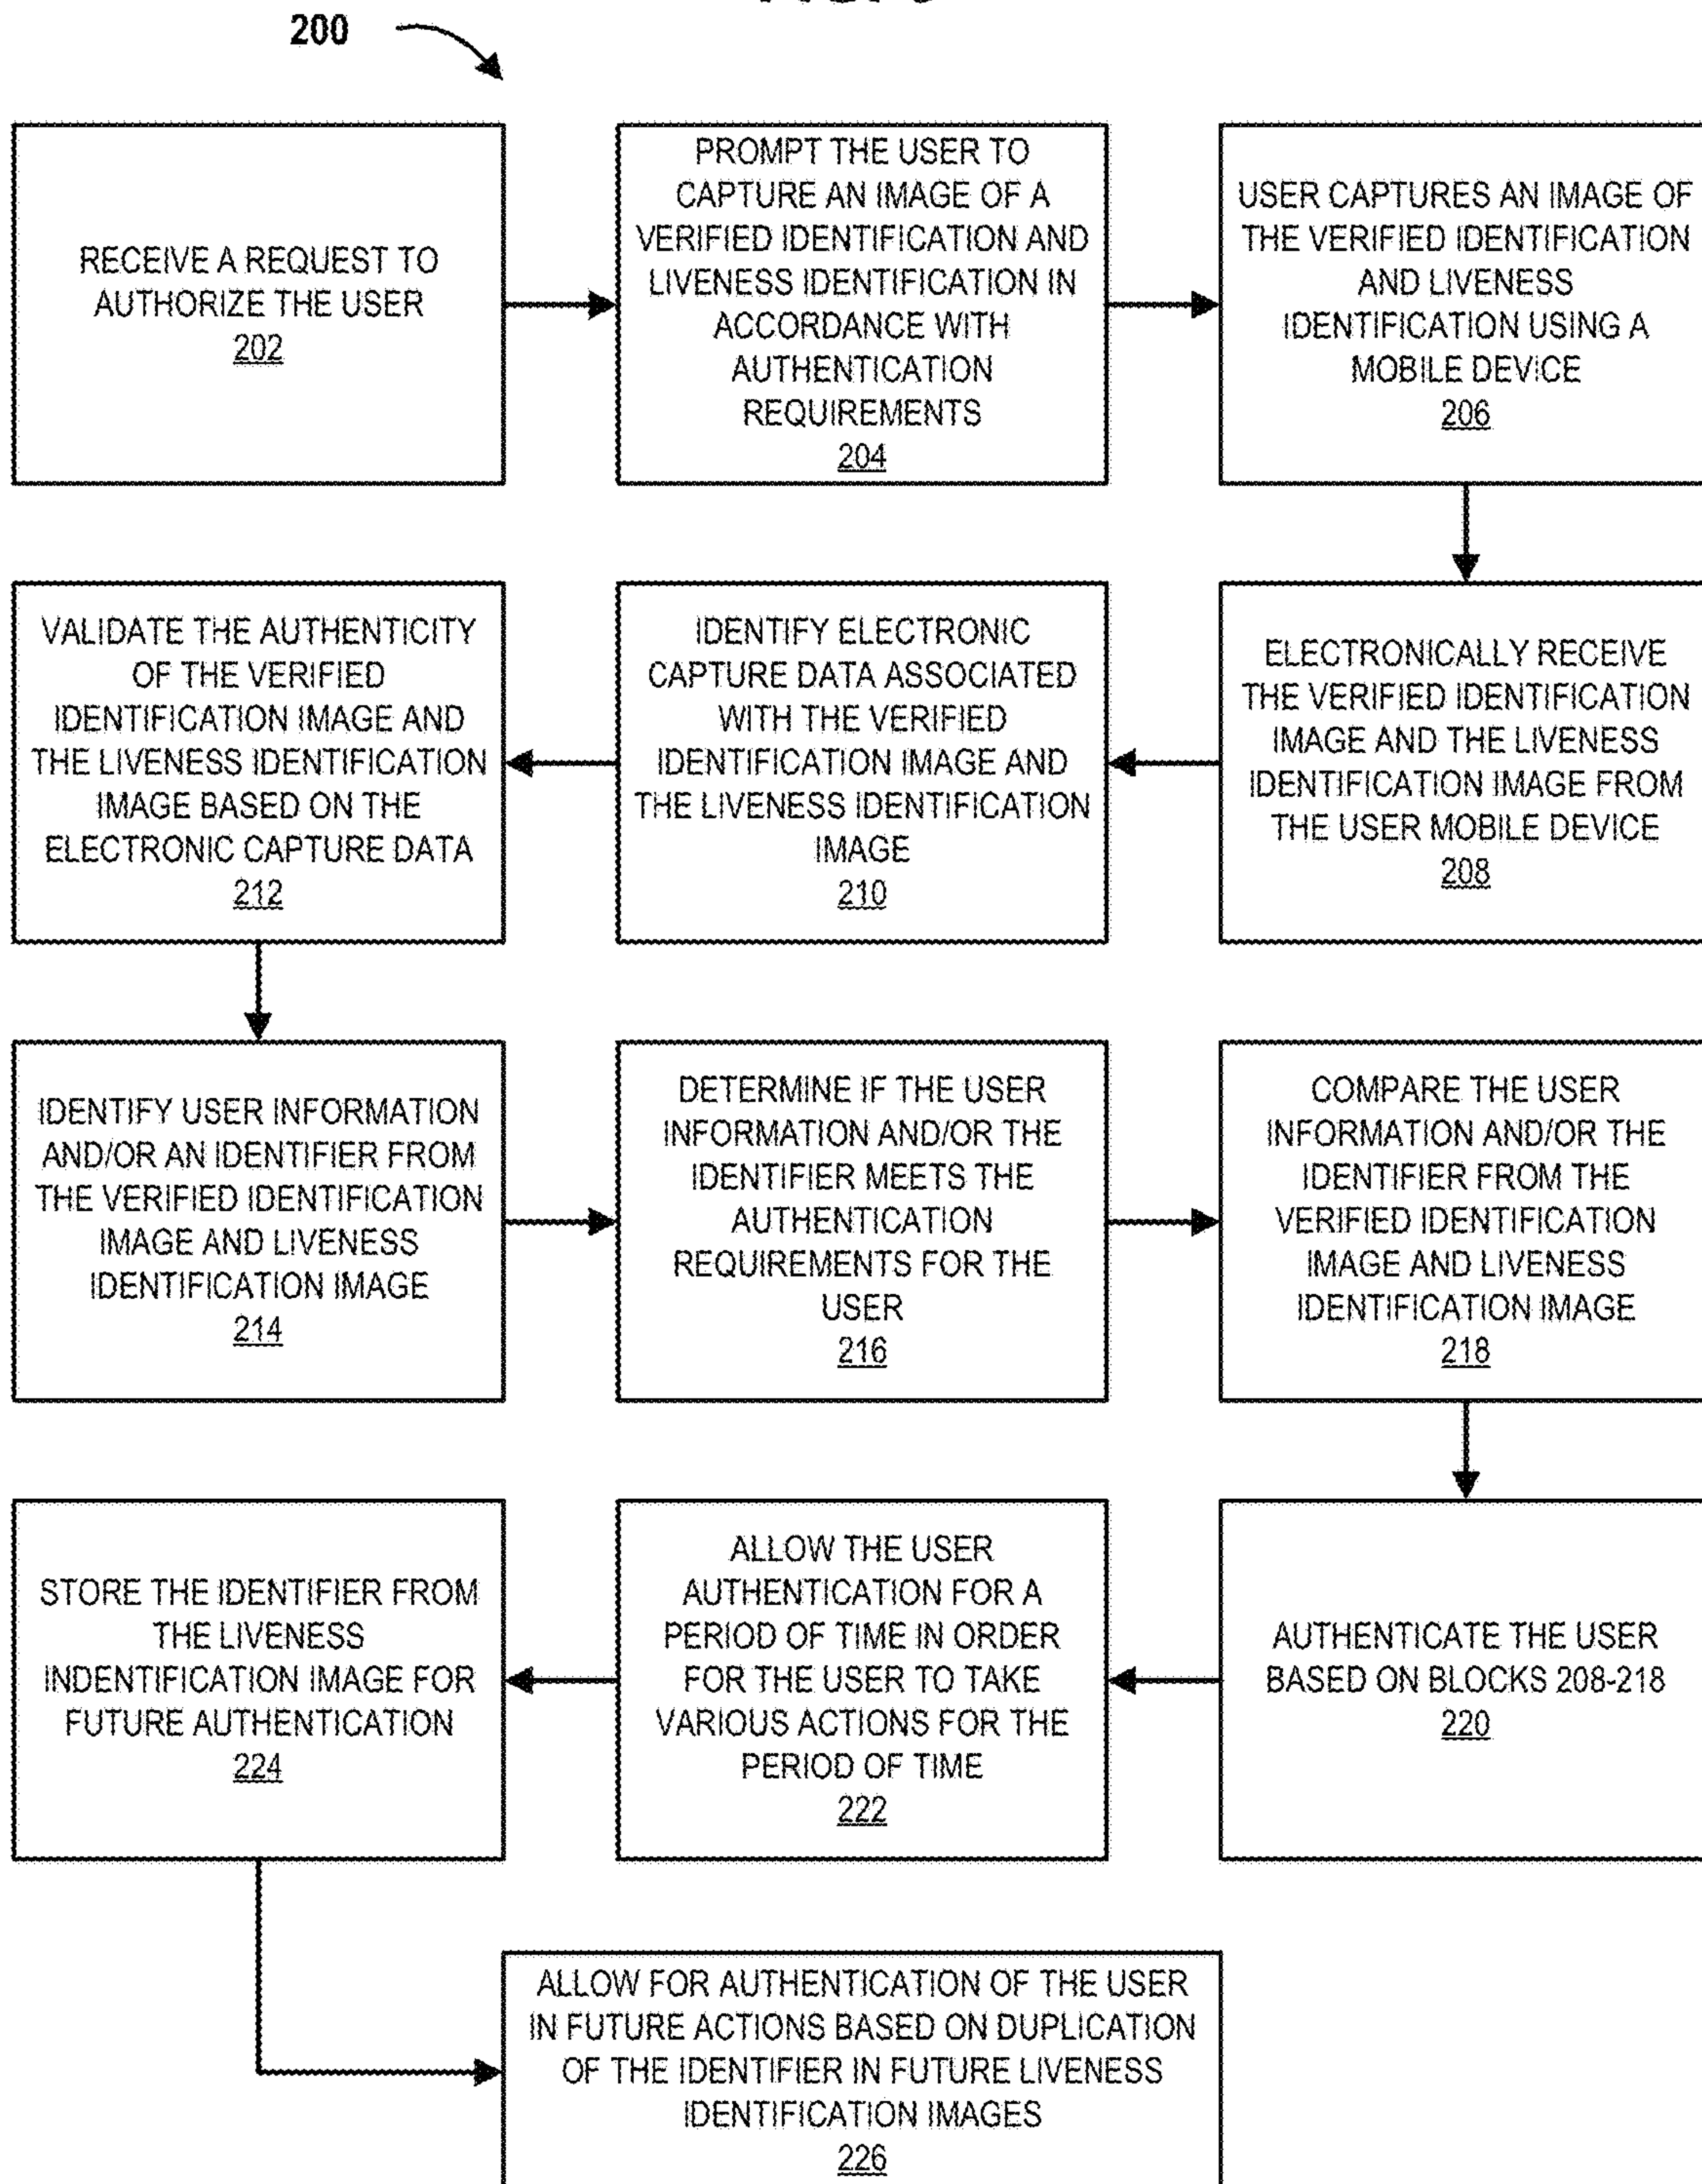 200
RECEIVE A REQUEST TO
AUTHORIZE THE USER
202
PROMPT THE USER TO
CAPTURE AN IMAGE OF A
VERIFIED IDENTIFICATION AND
LIVENESS IDENTIFICATION IN
ACCORDANCE WITH
AUTHENTICATION
REQUIREMENTS
204
USER CAPTURES AN IMAGE OF
THE VERIFIED IDENTIFICATION
AND LIVENESS
IDENTIFICATION USING A
MOBILE DEVICE
206
ELECTRONICALLY RECEIVE
THE VERIFIED IDENTIFICATION
IMAGE AND THE LIVENESS
IDENTIFICATION IMAGE FROM
THE USER MOBILE DEVICE
208
IDENTIFY ELECTRONIC
CAPTURE DATA ASSOCIATED
WITH THE VERIFIED
IDENTIFICATION IMAGE AND
THE LIVENESS IDENTIFICATION
IMAGE
210
VALIDATE THE AUTHENTICITY
OF THE VERIFIED
IDENTIFICATION IMAGE AND
THE LIVENESS IDENTIFICATION
IMAGE BASED ON THE
ELECTRONIC CAPTURE DATA
212
IDENTIFY USER INFORMATION
AND/OR AN IDENTIFIER FROM
THE VERIFIED IDENTIFICATION
IMAGE AND LIVENESS
IDENTIFICATION IMAGE
214
DETERMINE IF THE USER
INFORMATION AND/OR THE
IDENTIFIER MEETS THE
AUTHENTICATION
REQUIREMENTS FOR THE
USER
216
COMPARE THE USER
INFORMATION AND/OR THE
IDENTIFIER FROM THE
VERIFIED IDENTIFICATION
IMAGE AND LIVENESS
IDENTIFICATION IMAGE
218
AUTHENTICATE THE USER
BASED ON BLOCKS 208-218
220
ALLOW THE USER
AUTHENTICATION FOR A
PERIOD OF TIME IN ORDER
FOR THE USER TO TAKE
VARIOUS ACTIONS FOR THE
PERIOD OF TIME
222
STORE THE IDENTIFIER FROM
THE LIVENESS
INDENTIFICATION IMAGE FOR
FUTURE AUTHENTICATION
224
ALLOW FOR AUTHENTICATION OF THE USER
IN FUTURE ACTIONS BASED ON DUPLICATION
OF THE IDENTIFIER IN FUTURE LIVENESS
IDENTIFICATION IMAGES
226